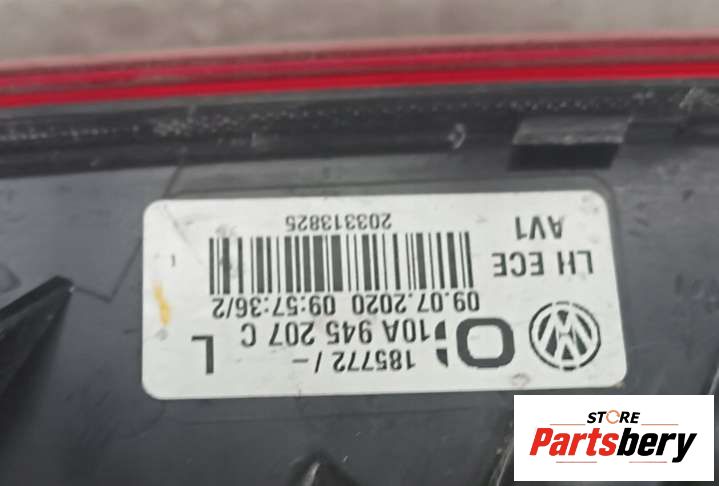 185772 / -
10A 945 207 C L
09.07.2020 09:57:36/2
LH ECE
AV1
203313825
STORE
Partsbery